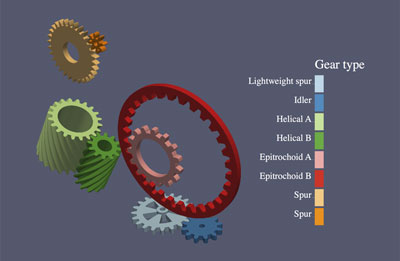 Gear type
Lightweight spur
Idler
Helical A
Helical B
Epitrochoid A
Epitrochoid B
Spur
Spur